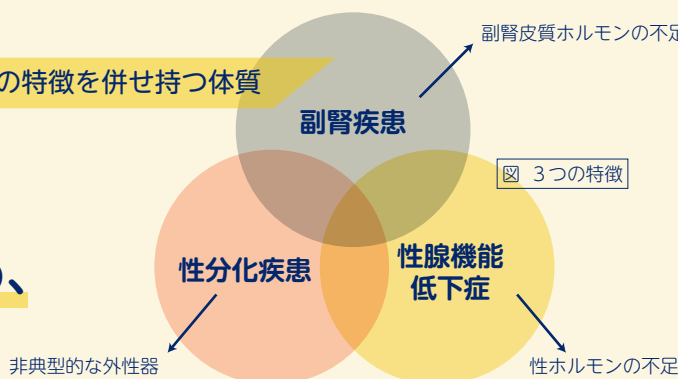 副腎皮質ホルモンの不足
の特徴を併せ持つ体質
副腎疾患
図 3つの特徴
性分化疾患
性腺機能
低下症
、
非典型的な外性器
性ホルモンの不足